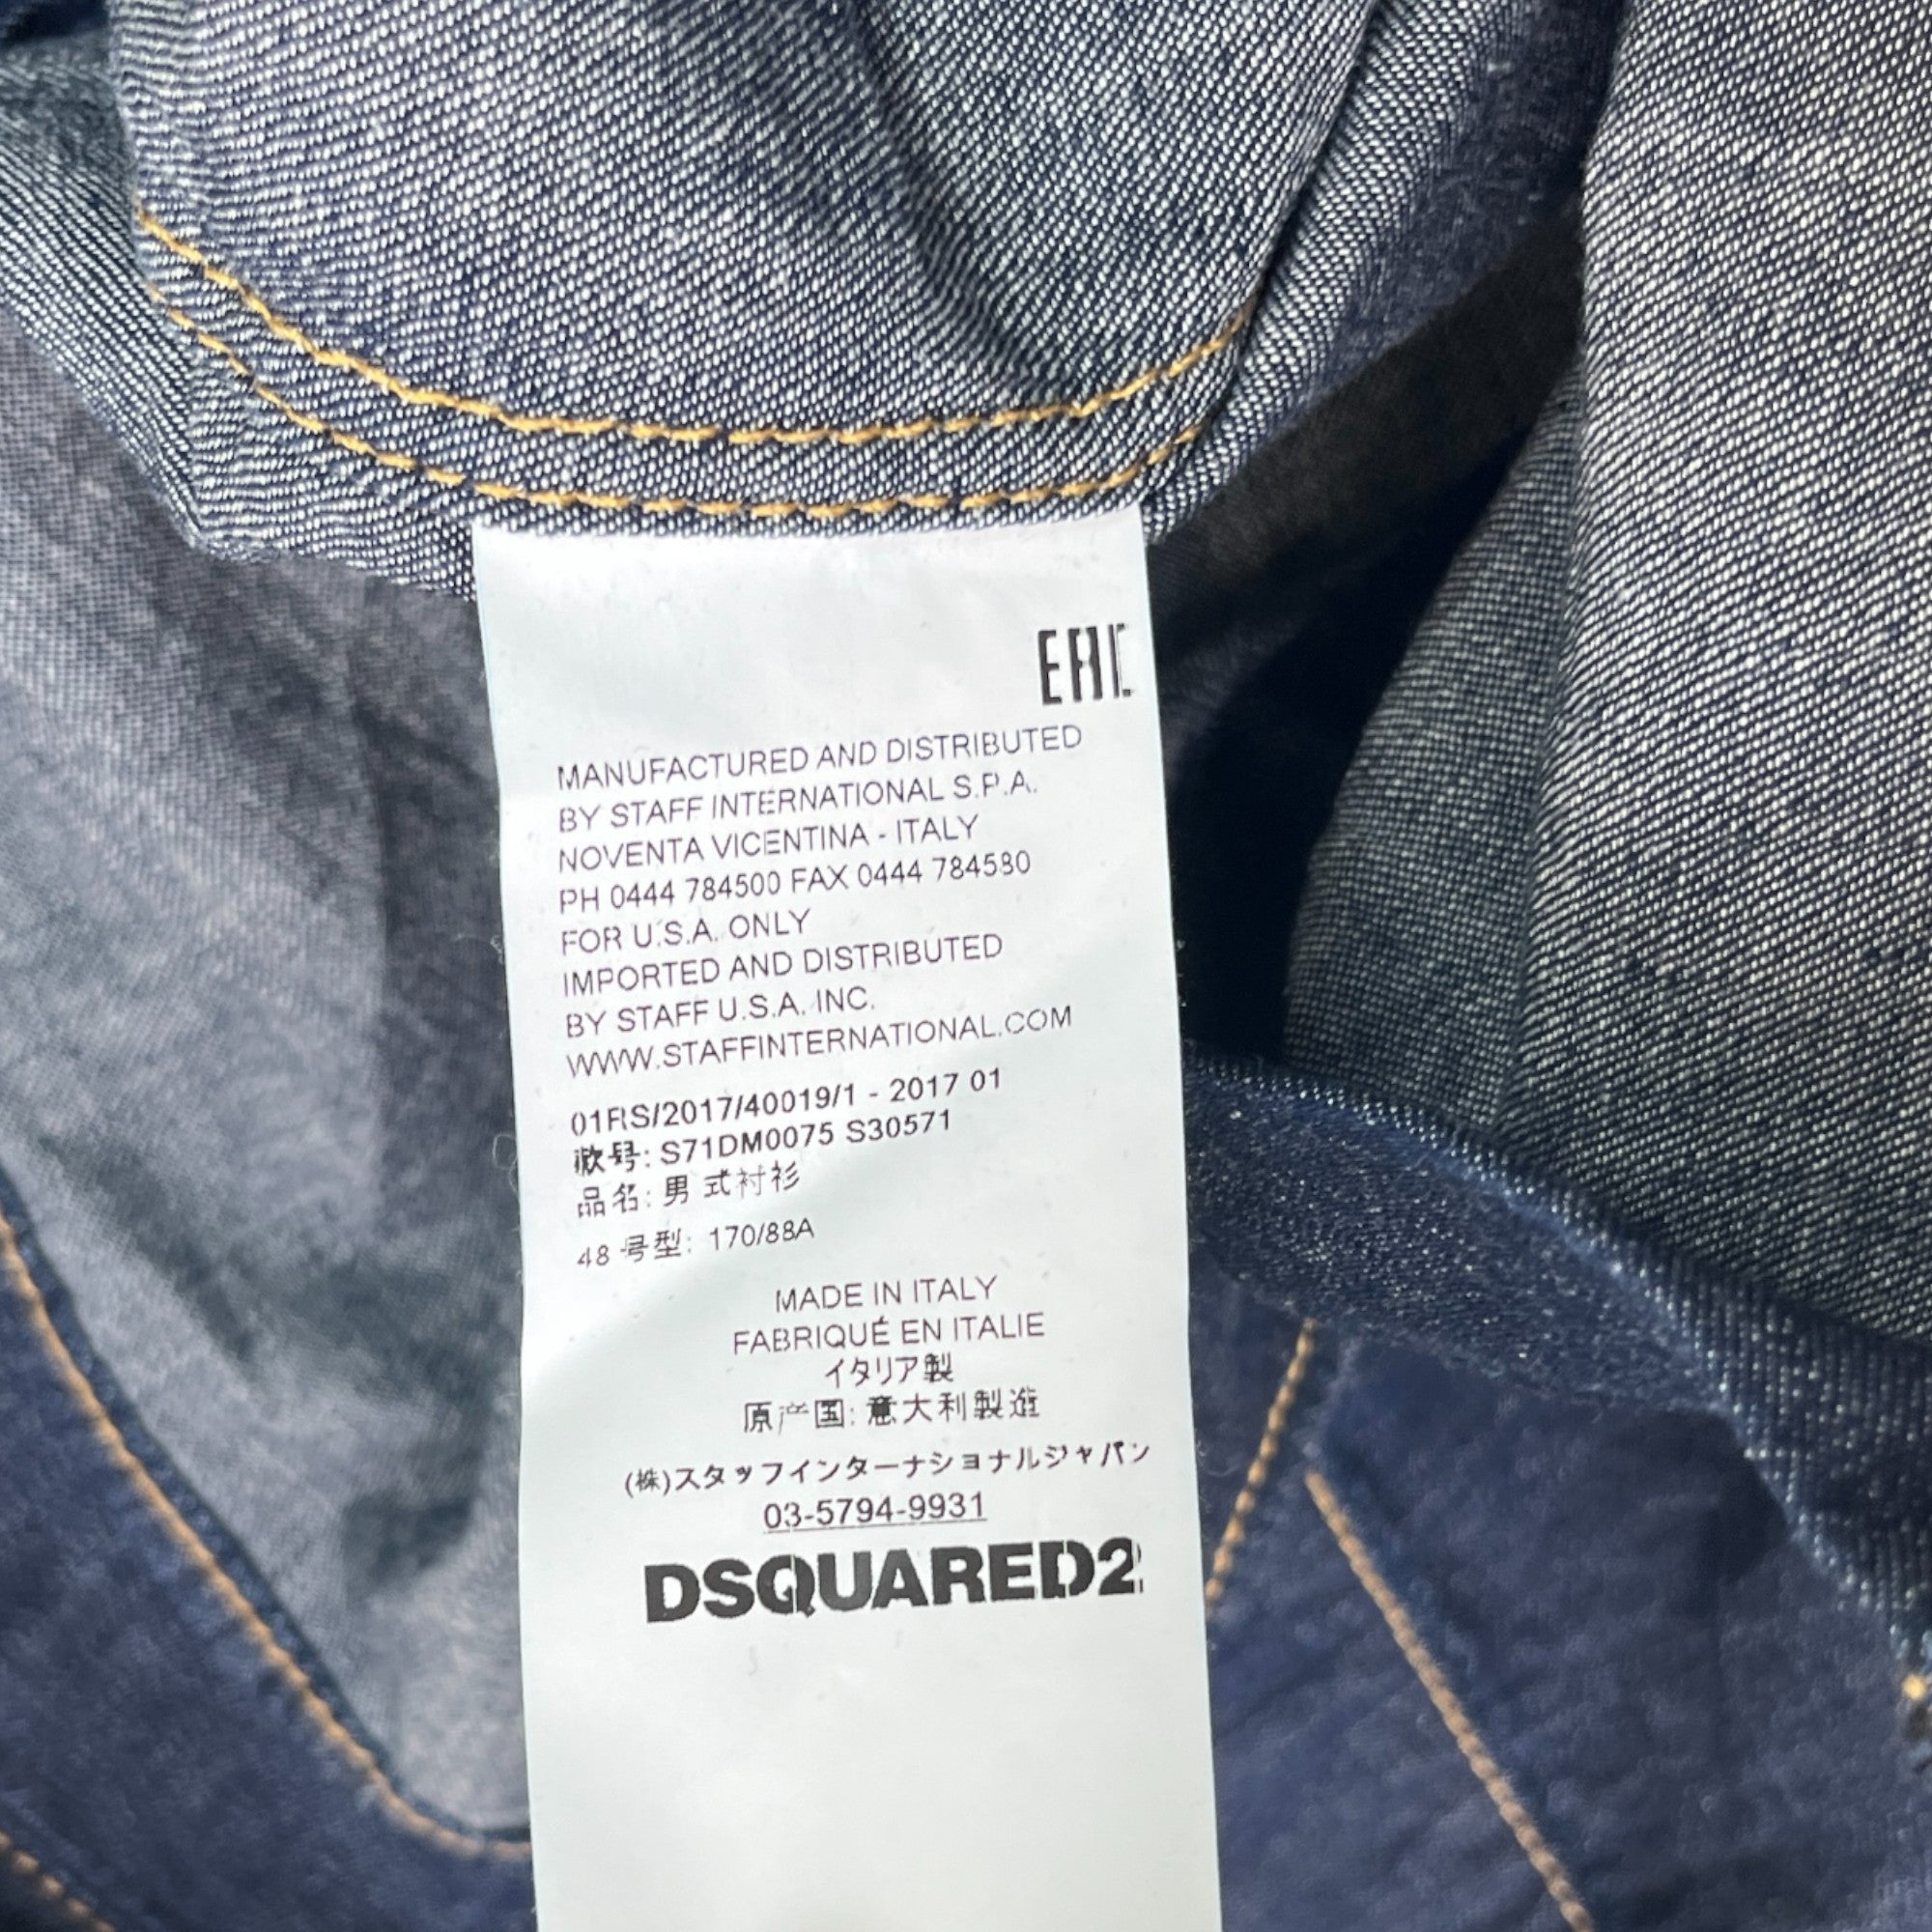 EAC
MANUFACTURED AND DISTRIBUTED
BY STAFF INTERNATIONAL S.P.A.
NOVENTA VICENTINA - ITALY
PH 0444 784500 FAX 0444 784580
FOR U.S.A. ONLY
IMPORTED AND DISTRIBUTED
BY STAFF U.S.A. INC.
WWW.STAFFINTERNATIONAL.COM
01RS/2017/40019/1 - 2017 01
款号: S71DM0075 S30571
品名: 男式衬衫
48 号型: 170/88A
MADE IN ITALY
FABRIQUÉ EN ITALIE
イタリア製
原产国: 意大利製造
(株)スタッフインターナショナルジャパン
03-5794-9931
DSQUARED2